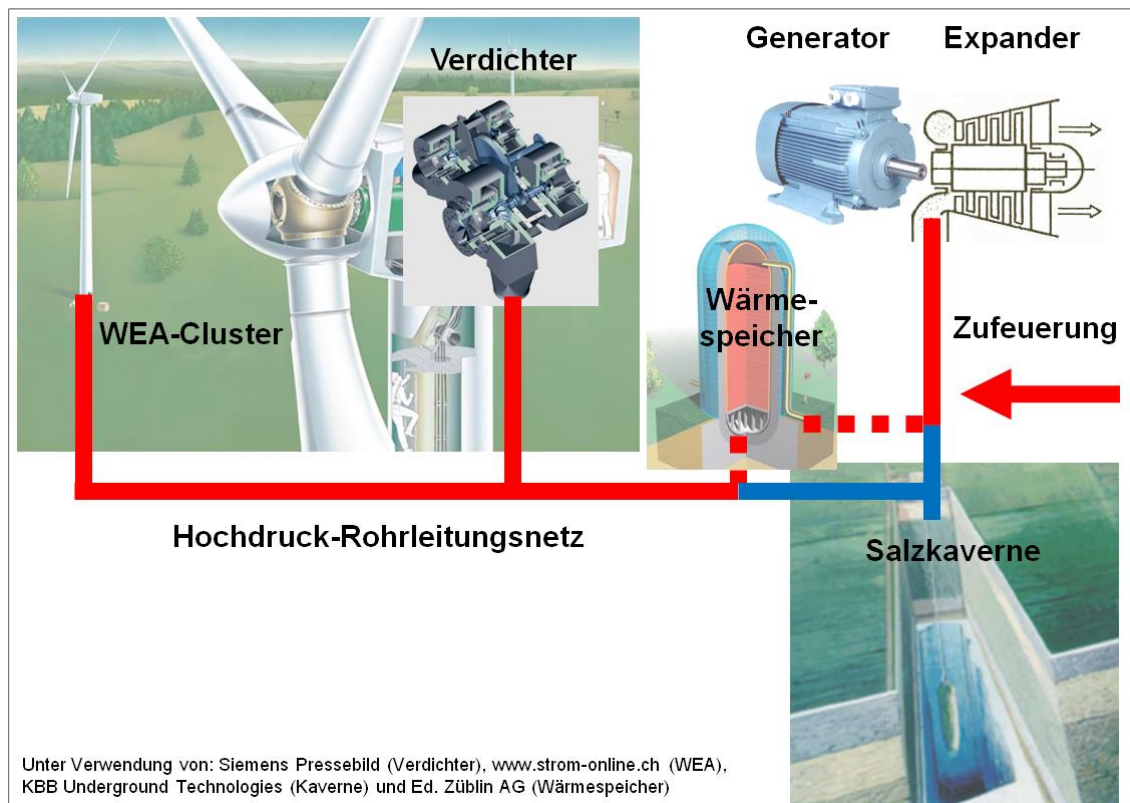 Verdichter
Generator
Expander
WEA-Cluster
Wärme-
speicher
Zufeuerung
Hochdruck-Rohrleitungsnetz
Salzkaverne
Unter Verwendung von: Siemens Pressebild (Verdichter), www.strom-online.ch (WEA),
KBB Underground Technologies (Kaverne) und Ed. Züblin AG (Wärmespeicher)